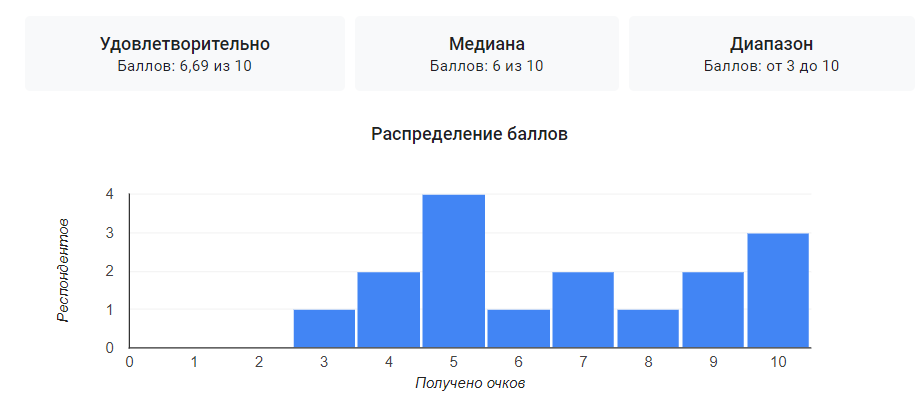 Удовлетворительно
Баллов: 6,69 из 10
Медиана
Баллов: 6 из 10
Диапазон
Баллов: от 3 до 10
Распределение баллов
Респондентов
4
3
2
1
0
0 1 2 3 4 5 6 7 8 9 10
Получено очков